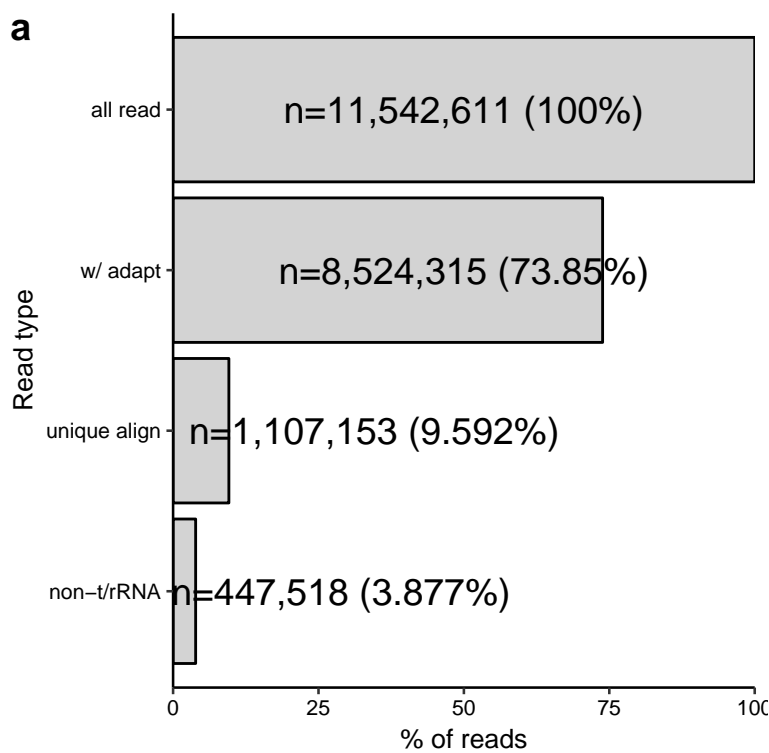 a
all read
n=11,542,611 (100%)
w/ adapt
n=8,524,315 (73.85%)
unique align
n=1,107,153 (9.592%)
non−t/rRNA
n=447,518 (3.877%)
Read type
0 25 50 75 100
% of reads